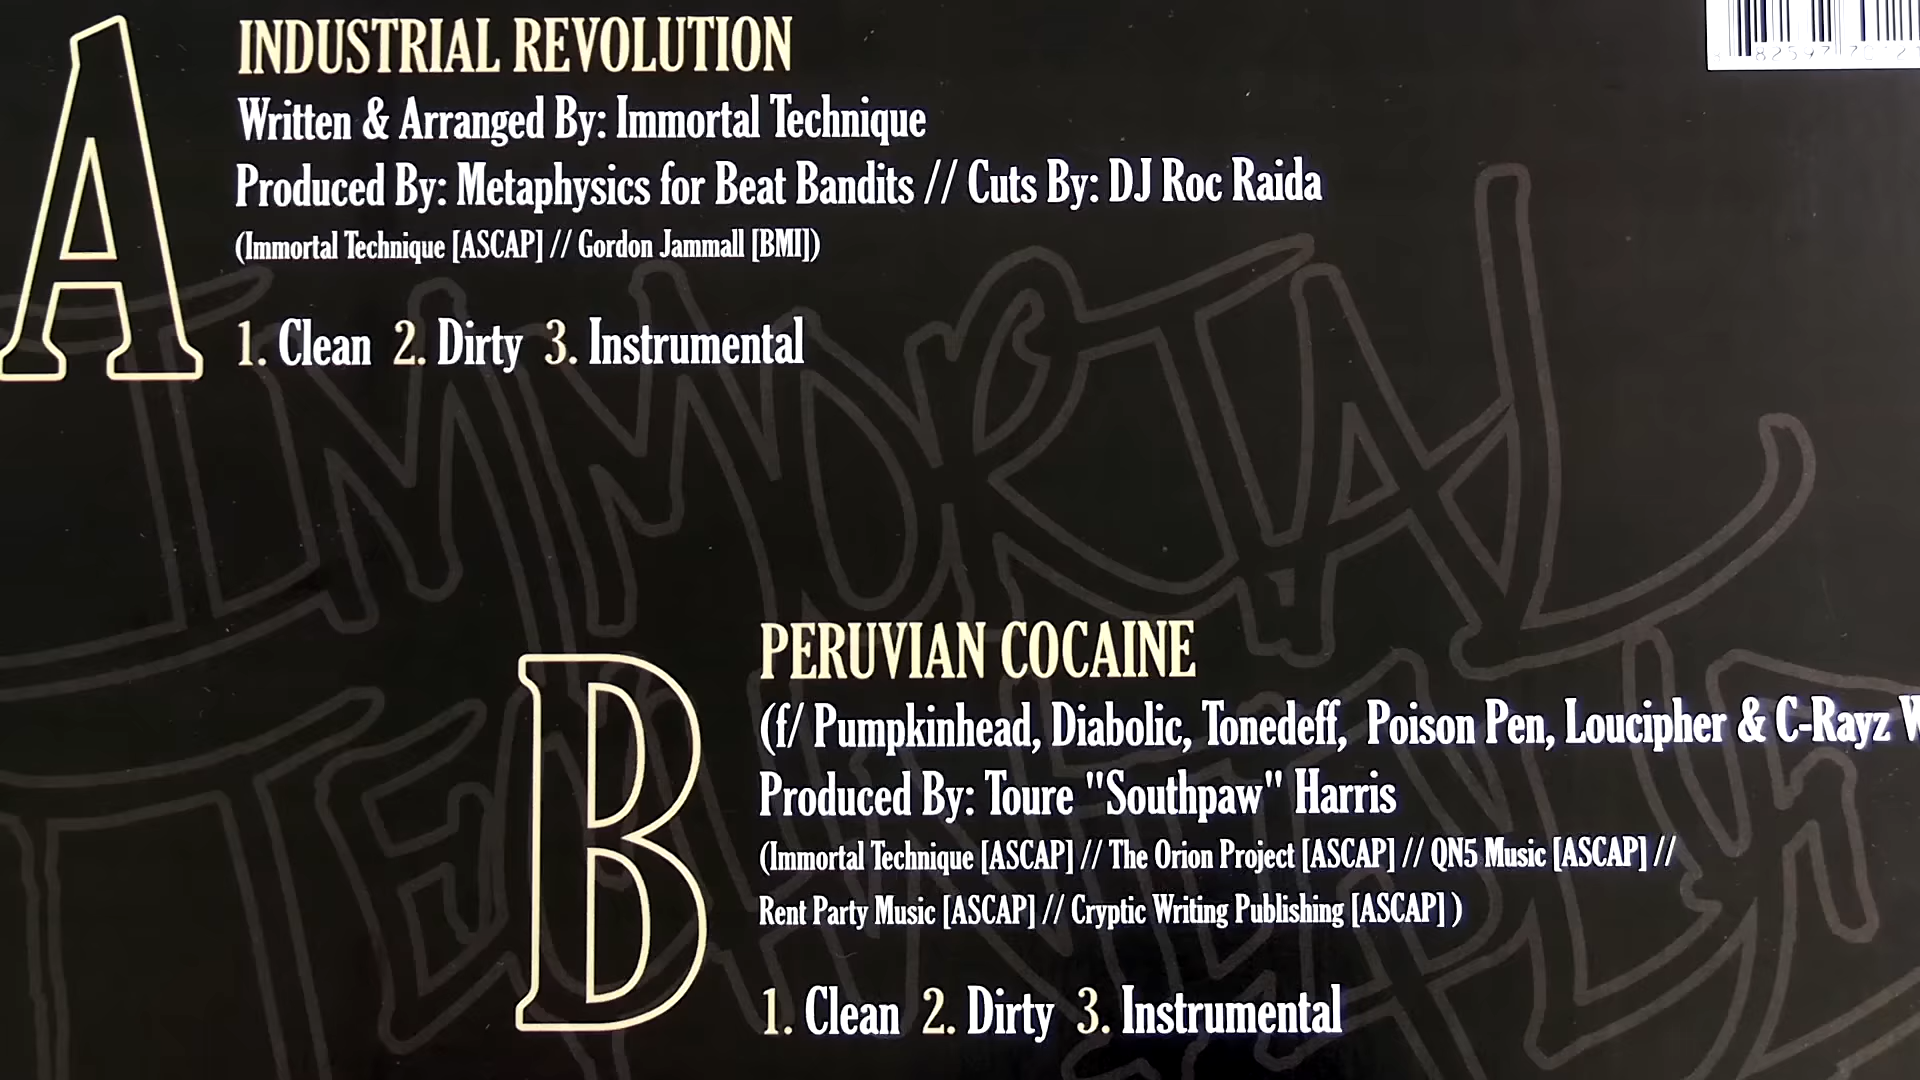 A
INDUSTRIAL REVOLUTION
Written & Arranged By: Immortal Technique
Produced By: Metaphysics for Beat Bandits // Cuts By: DJ Roc Raida
(Immortal Technique [ASCAP] // Gordon Jammall [BMI])
1. Clean 2. Dirty 3. Instrumental
IMMORTAL
TECHNIQUE
B
PERUVIAN COCAINE
(f/ Pumpkinhead, Diabolic, Tonedeff, Poison Pen, Loucipher & C-Rayz W
Produced By: Toure "Southpaw" Harris
(Immortal Technique [ASCAP] // The Orion Project [ASCAP] // QN5 Music [ASCAP] //
Rent Party Music [ASCAP] // Cryptic Writing Publishing [ASCAP] )
1. Clean 2. Dirty 3. Instrumental